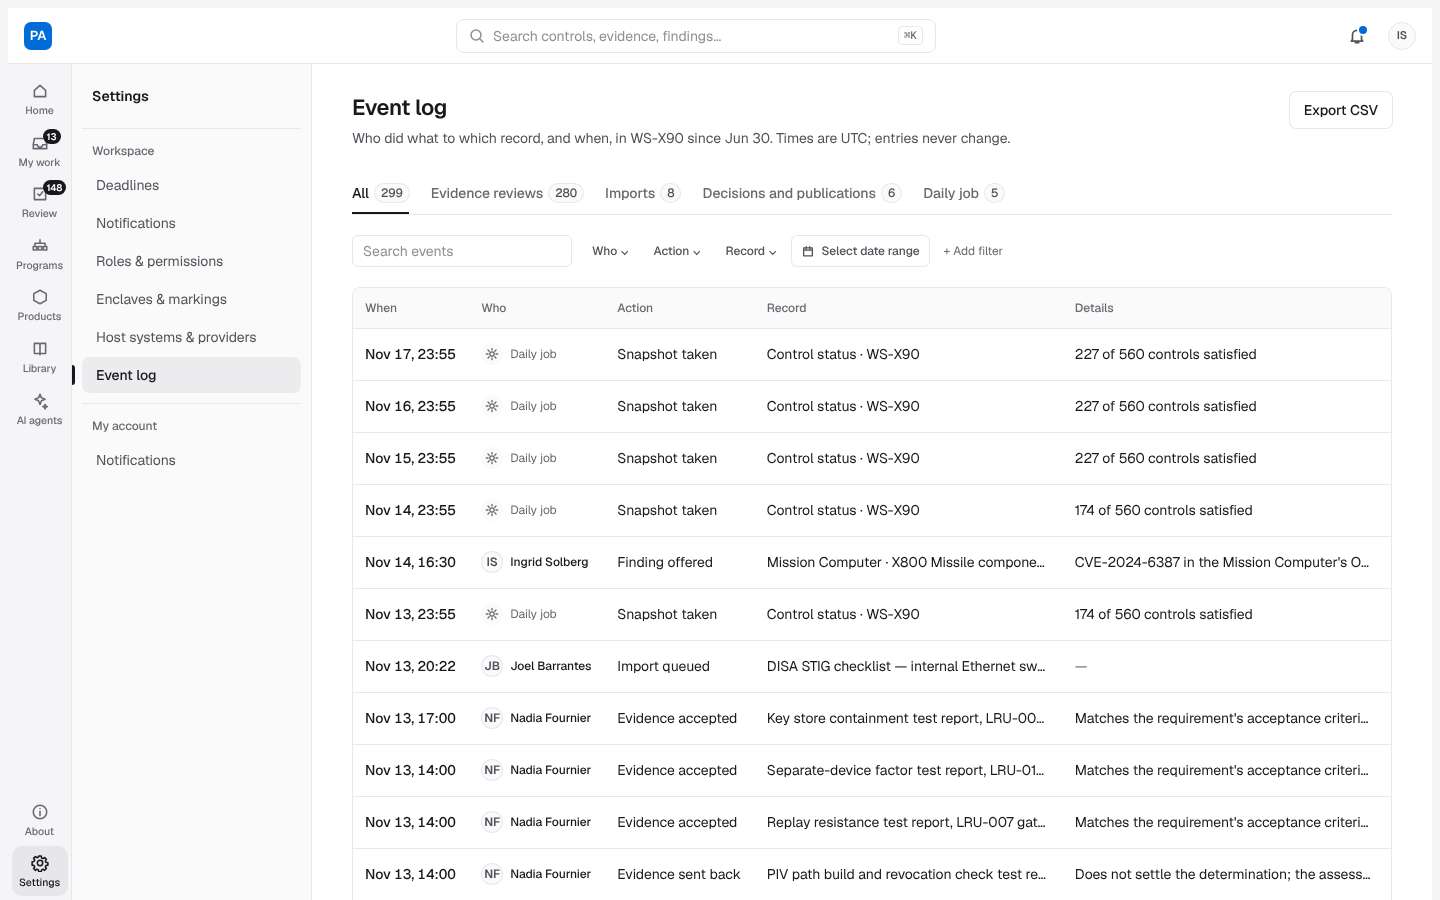 PA
Search controls, evidence, findings...
⌘K
IS
Home
13
My work
148
Review
Programs
Products
Library
AI agents
About
Settings
Settings
Workspace
Deadlines
Notifications
Roles & permissions
Enclaves & markings
Host systems & providers
Event log
My account
Notifications
Event log
Export CSV
Who did what to which record, and when, in WS-X90 since Jun 30. Times are UTC; entries never change.
All 299 Evidence reviews 280 Imports 8 Decisions and publications 6 Daily job 5
Search events Who Action Record Select date range + Add filter
When Who Action Record Details
Nov 17, 23:55 Daily job Snapshot taken Control status · WS-X90 227 of 560 controls satisfied
Nov 16, 23:55 Daily job Snapshot taken Control status · WS-X90 227 of 560 controls satisfied
Nov 15, 23:55 Daily job Snapshot taken Control status · WS-X90 227 of 560 controls satisfied
Nov 14, 23:55 Daily job Snapshot taken Control status · WS-X90 174 of 560 controls satisfied
Nov 14, 16:30 IS Ingrid Solberg Finding offered Mission Computer · X800 Missile compone... CVE-2024-6387 in the Mission Computer's O...
Nov 13, 23:55 Daily job Snapshot taken Control status · WS-X90 174 of 560 controls satisfied
Nov 13, 20:22 JB Joel Barrantes Import queued DISA STIG checklist — internal Ethernet sw... —
Nov 13, 17:00 NF Nadia Fournier Evidence accepted Key store containment test report, LRU-00... Matches the requirement's acceptance criteri...
Nov 13, 14:00 NF Nadia Fournier Evidence accepted Separate-device factor test report, LRU-01... Matches the requirement's acceptance criteri...
Nov 13, 14:00 NF Nadia Fournier Evidence accepted Replay resistance test report, LRU-007 gat... Matches the requirement's acceptance criteri...
Nov 13, 14:00 NF Nadia Fournier Evidence sent back PIV path build and revocation check test re... Does not settle the determination; the assess...